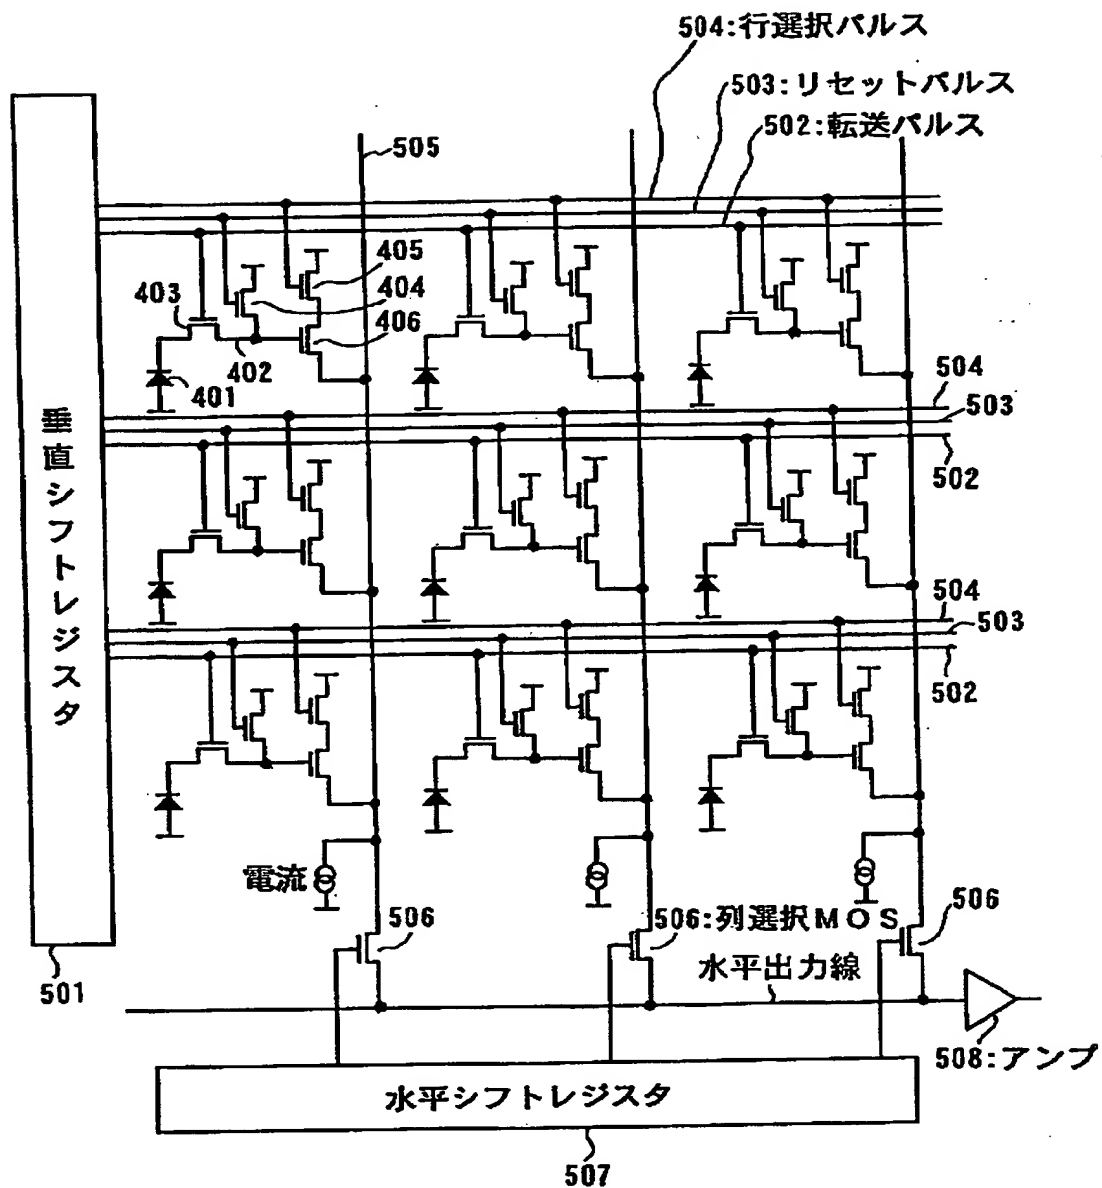 504:行選択パルス
503:リセットパルス
502:転送パルス
505
405
404
403
406
402
401
504
503
502
504
503
502
垂直シフトレジスタ
電流
506
506:列選択MOS
506
水平出力線
501
508:アンプ
水平シフトレジスタ
507